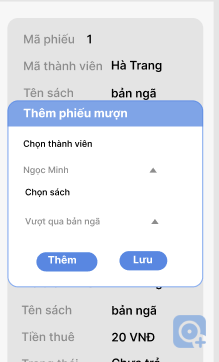 Mã phiếu 1
Mã thành viên Hà Trang
Tên sách bản ngã
Thêm phiếu mượn
Chọn thành viên
Ngọc Minh
Chọn sách
Vượt qua bản ngã
Thêm Lưu
Tên sách bản ngã
Tiền thuê 20 VNĐ